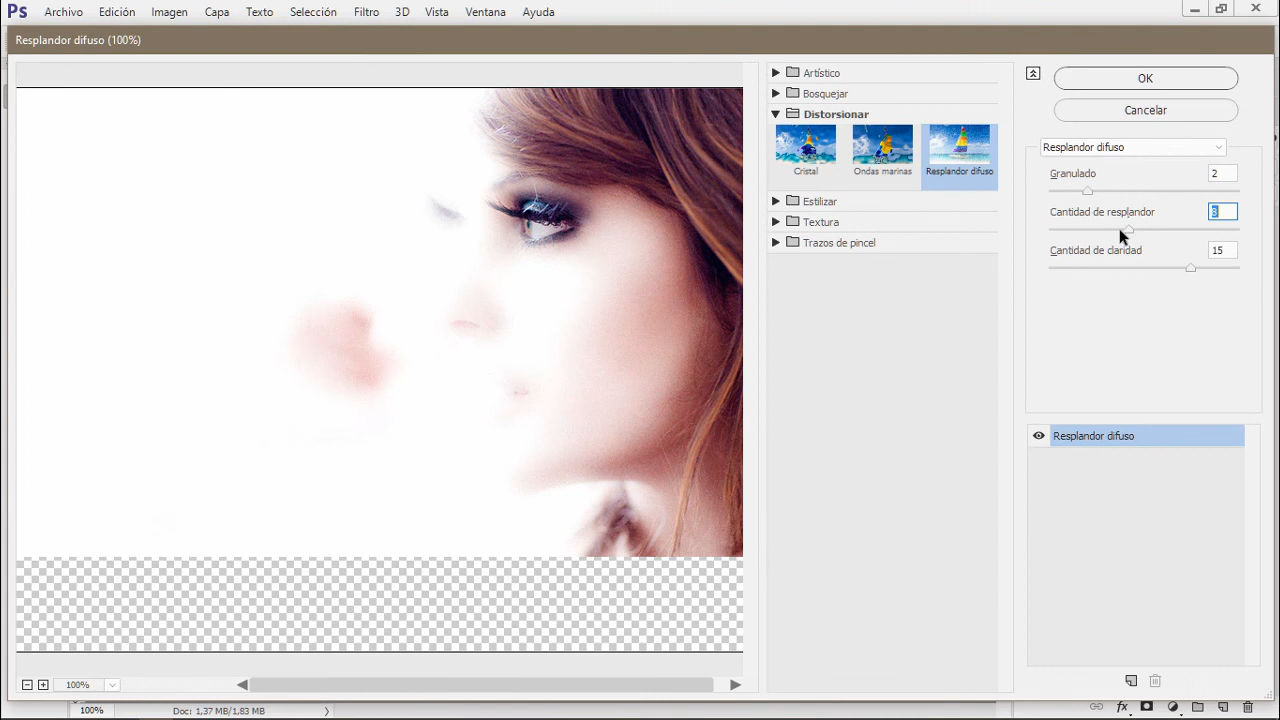 Ps Archivo Edición Imagen Capa Texto Selección Filtro 3D Vista Ventana Ayuda
Resplandor difuso (100%)
Artístico
Bosquejar
Distorsionar
Cristal
Ondas marinas
Resplandor difuso
Estilizar
Textura
Trazos de pincel
OK
Cancelar
Resplandor difuso
Granulado 2
Cantidad de resplandor 8
Cantidad de claridad 15
Resplandor difuso
100%
100% Doc: 1,37 MB/1,83 MB
fx